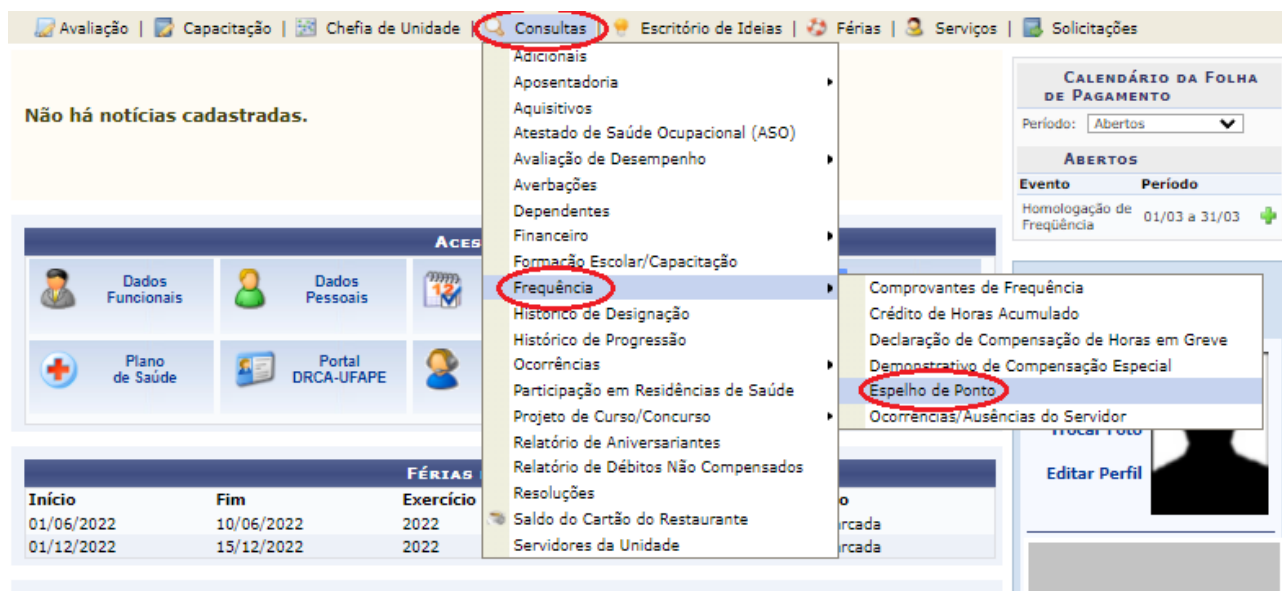 Avaliação | Capacitação | Chefia de Unidade | Consultas | Escritório de Ideias | Férias | Serviços | Solicitações
Não há notícias cadastradas.
Adicionais
Aposentadoria
Aquisitivos
Atestado de Saúde Ocupacional (ASO)
Avaliação de Desempenho
Averbações
Dependentes
Financeiro
Formação Escolar/Capacitação
Frequência
Histórico de Designação
Histórico de Progressão
Ocorrências
Participação em Residências de Saúde
Projeto de Curso/Concurso
Relatório de Aniversariantes
Relatório de Débitos Não Compensados
Resoluções
Saldo do Cartão do Restaurante
Servidores da Unidade
Comprovantes de Frequência
Crédito de Horas Acumulado
Declaração de Compensação de Horas em Greve
Demonstrativo de Compensação Especial
Espelho de Ponto
Ocorrências/Ausências do Servidor
Calendário da Folha
de Pagamento
Período: Abertos
Abertos
Evento Período
Homologação de
Freqüência 01/03 a 31/03
Dados
Funcionais
Dados
Pessoais
12
Plano
de Saúde
Portal
DRCA-UFAPE
Trocar Foto
Editar Perfil
Férias
Início Fim Exercício
01/06/2022 10/06/2022 2022
01/12/2022 15/12/2022 2022